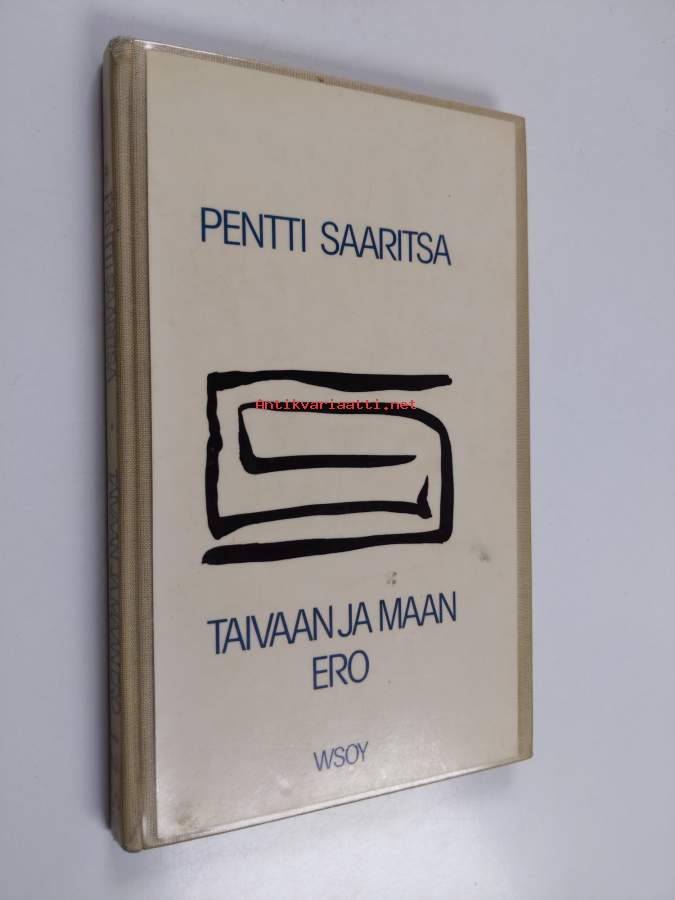 PENTTI SAARITSA
Antikvariaatti.net
TAIVAAN JA MAAN
ERO
WSOY